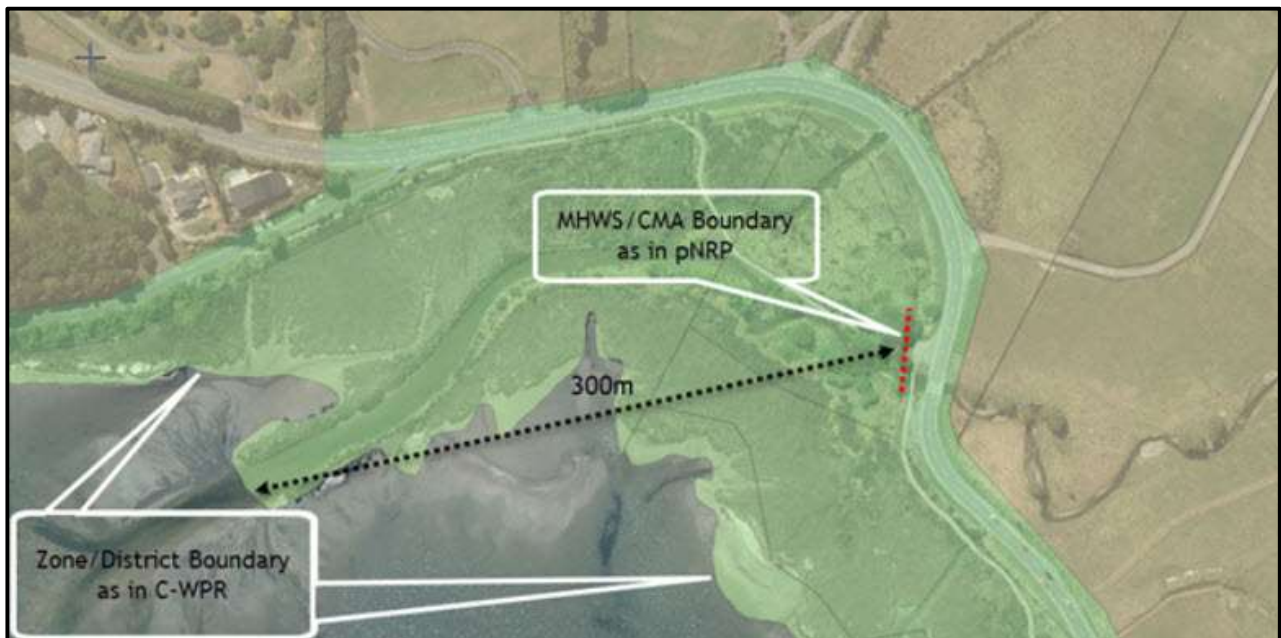 MHWS/CMA Boundary
as in pNRP
300m
Zone/District Boundary
as in C-WPR